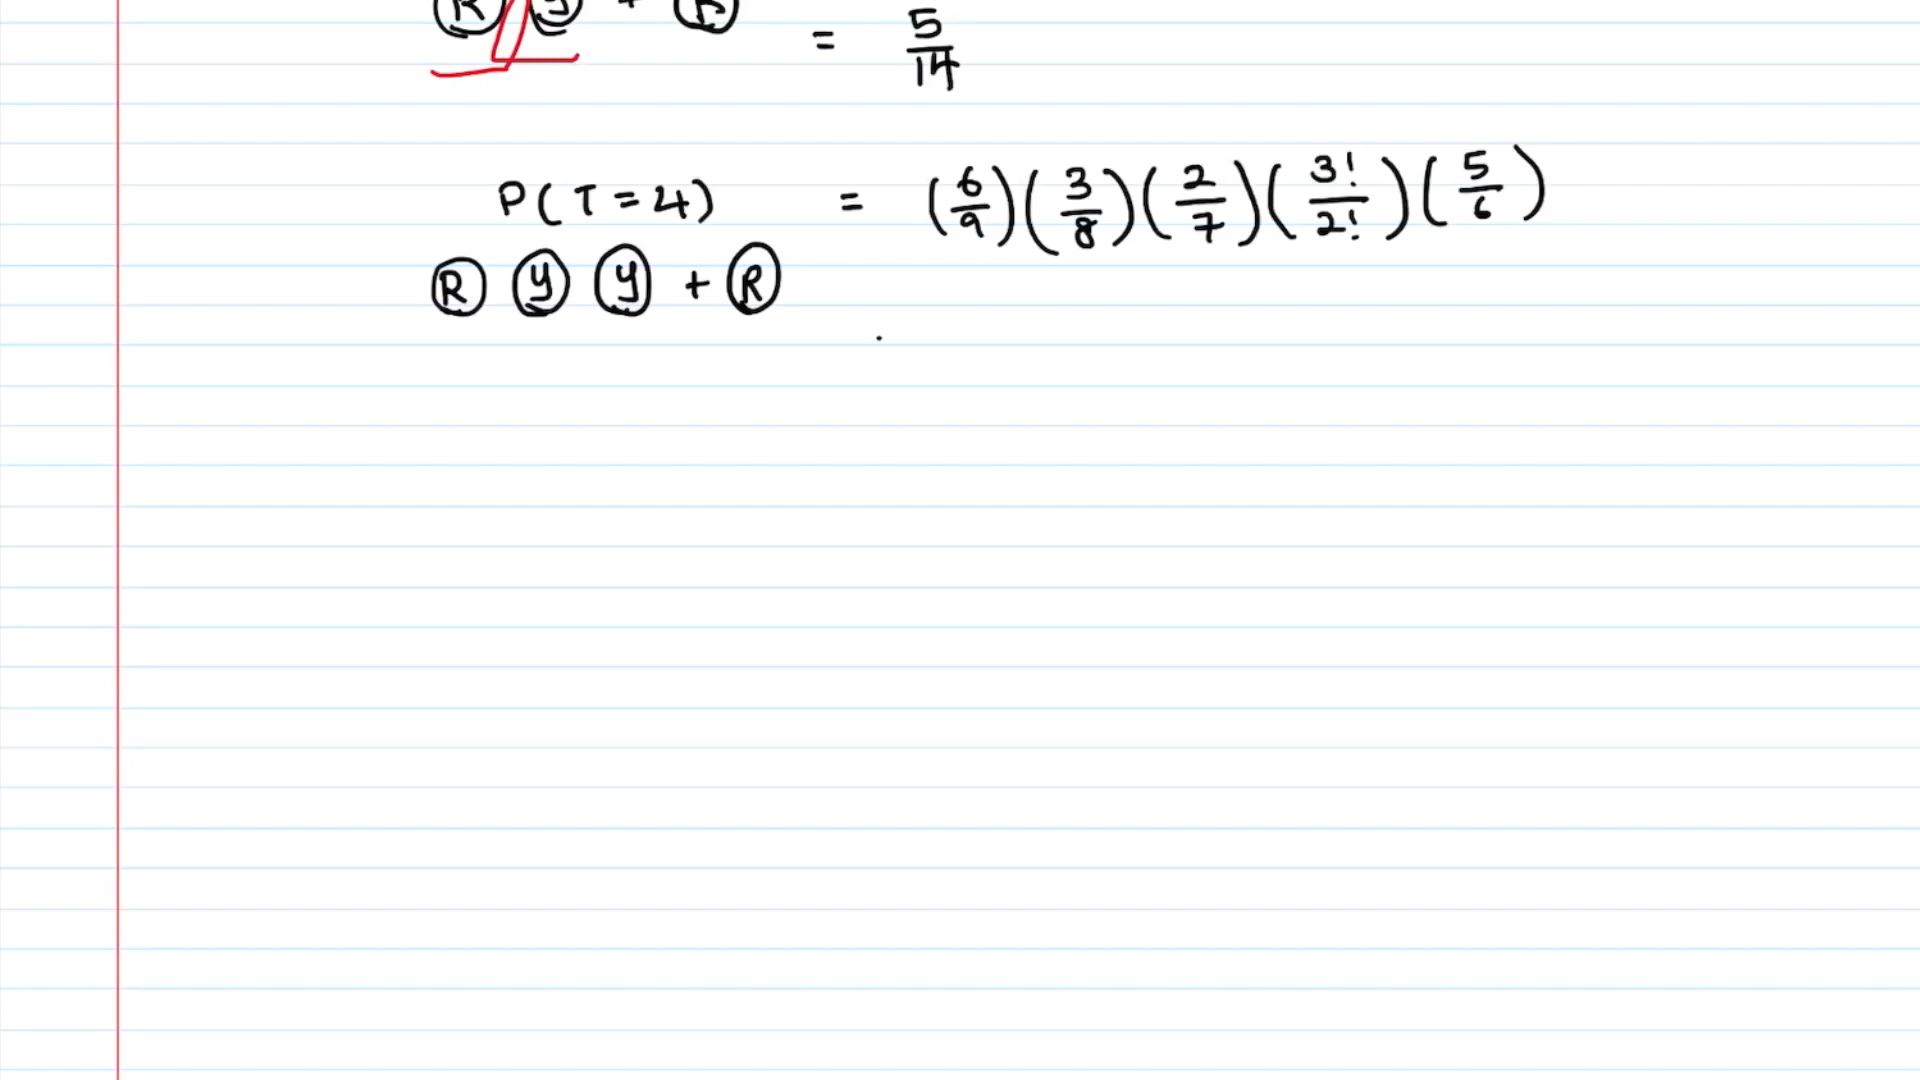 R Y + R = 5/14
P(T=4) = (6/9)(3/8)(2/7)(3!/2!)(5/6)
R Y Y + R